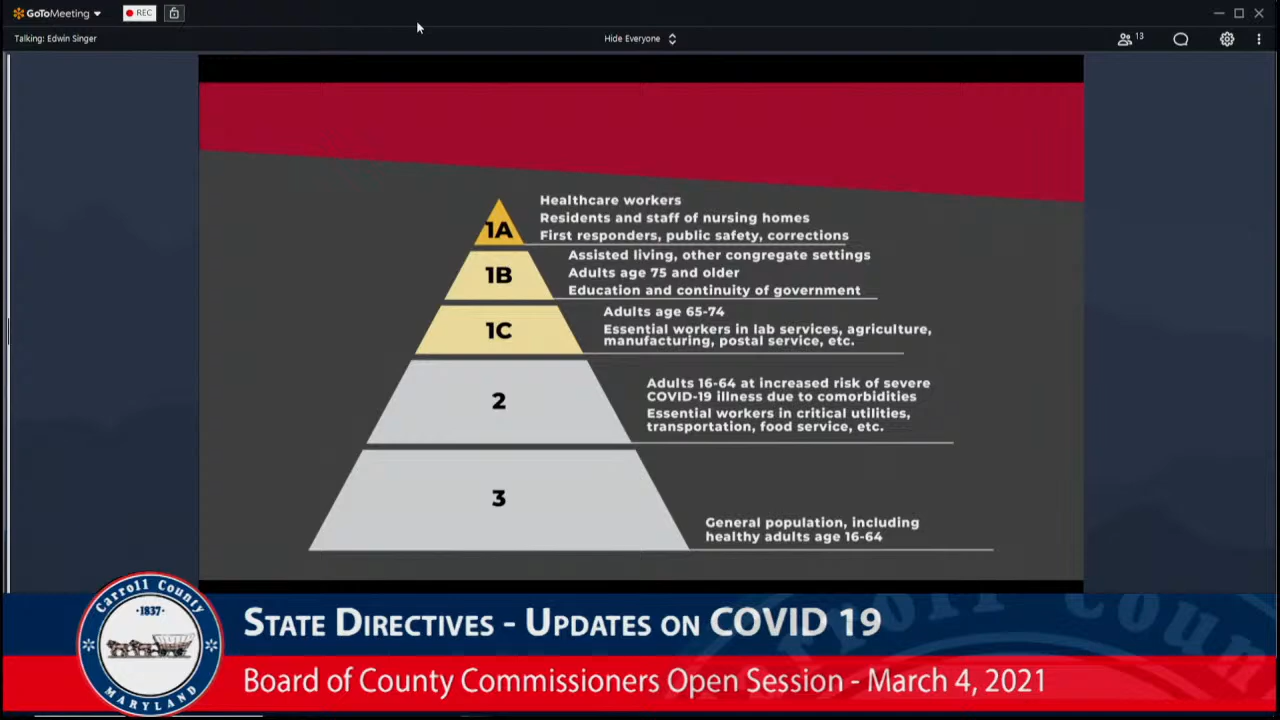 GoToMeeting
REC
Talking: Edwin Singer
Hide Everyone
13
1A
Healthcare workers
Residents and staff of nursing homes
First responders, public safety, corrections
1B
Assisted living, other congregate settings
Adults age 75 and older
Education and continuity of government
1C
Adults age 65-74
Essential workers in lab services, agriculture,
manufacturing, postal service, etc.
2
Adults 16-64 at increased risk of severe
COVID-19 illness due to comorbidities
Essential workers in critical utilities,
transportation, food service, etc.
3
General population, including
healthy adults age 16-64
Carroll County
·1837·
MARYLAND
STATE DIRECTIVES - UPDATES ON COVID 19
Board of County Commissioners Open Session - March 4, 2021